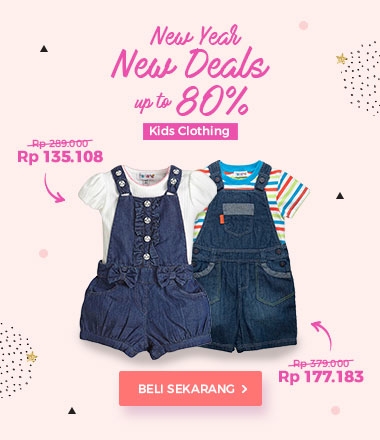 New Year
New Deals
up to 80%
Kids Clothing
Rp 289.000
Rp 135.108
Rp 379.000
Rp 177.183
BELI SEKARANG >